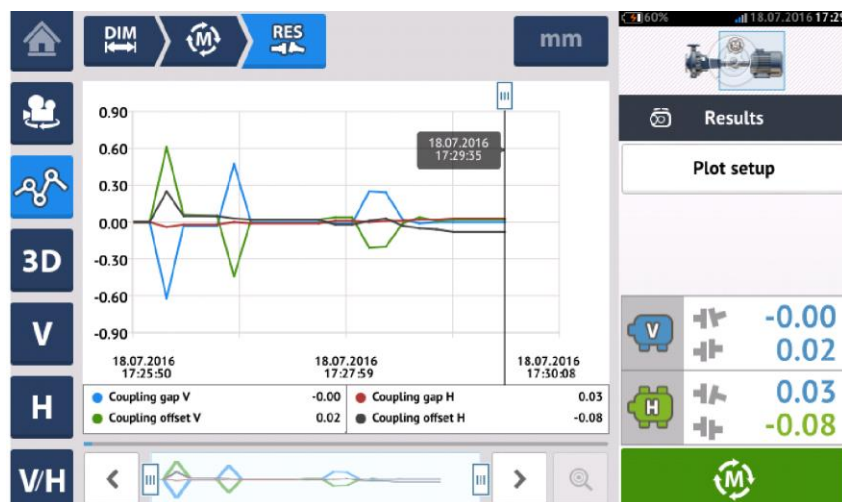 60% 18.07.2016 17:29
DIM
M
RES
mm
Results
Plot setup
3D
V
H
V/H
0.90
0.60
0.30
0.00
-0.30
-0.60
-0.90
18.07.2016
17:29:35
18.07.2016
17:25:50
18.07.2016
17:27:59
18.07.2016
17:30:08
Coupling gap V -0.00 Coupling gap H 0.03
Coupling offset V 0.02 Coupling offset H -0.08
V -0.00
0.02
H 0.03
-0.08
M